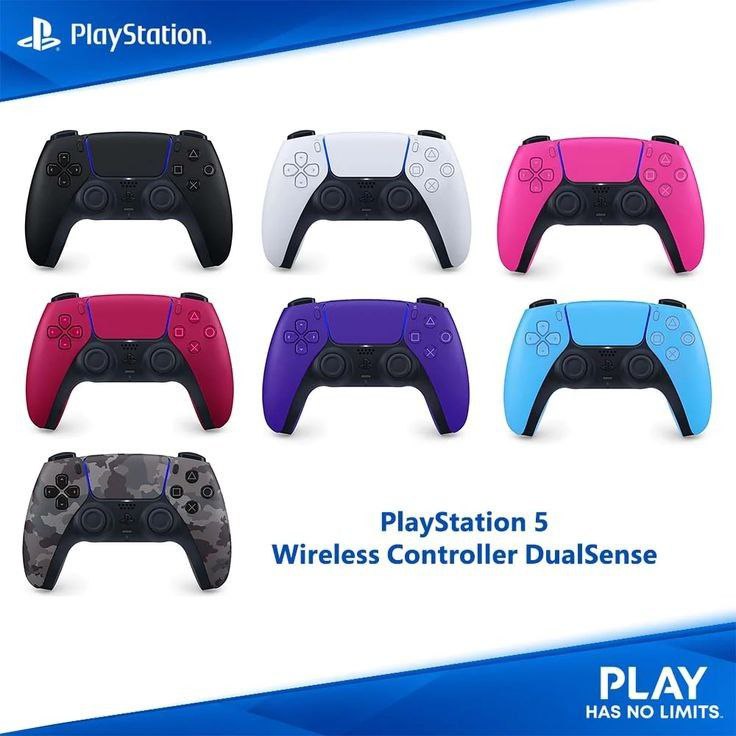 PlayStation.
PlayStation 5
Wireless Controller DualSense
PLAY
HAS NO LIMITS.